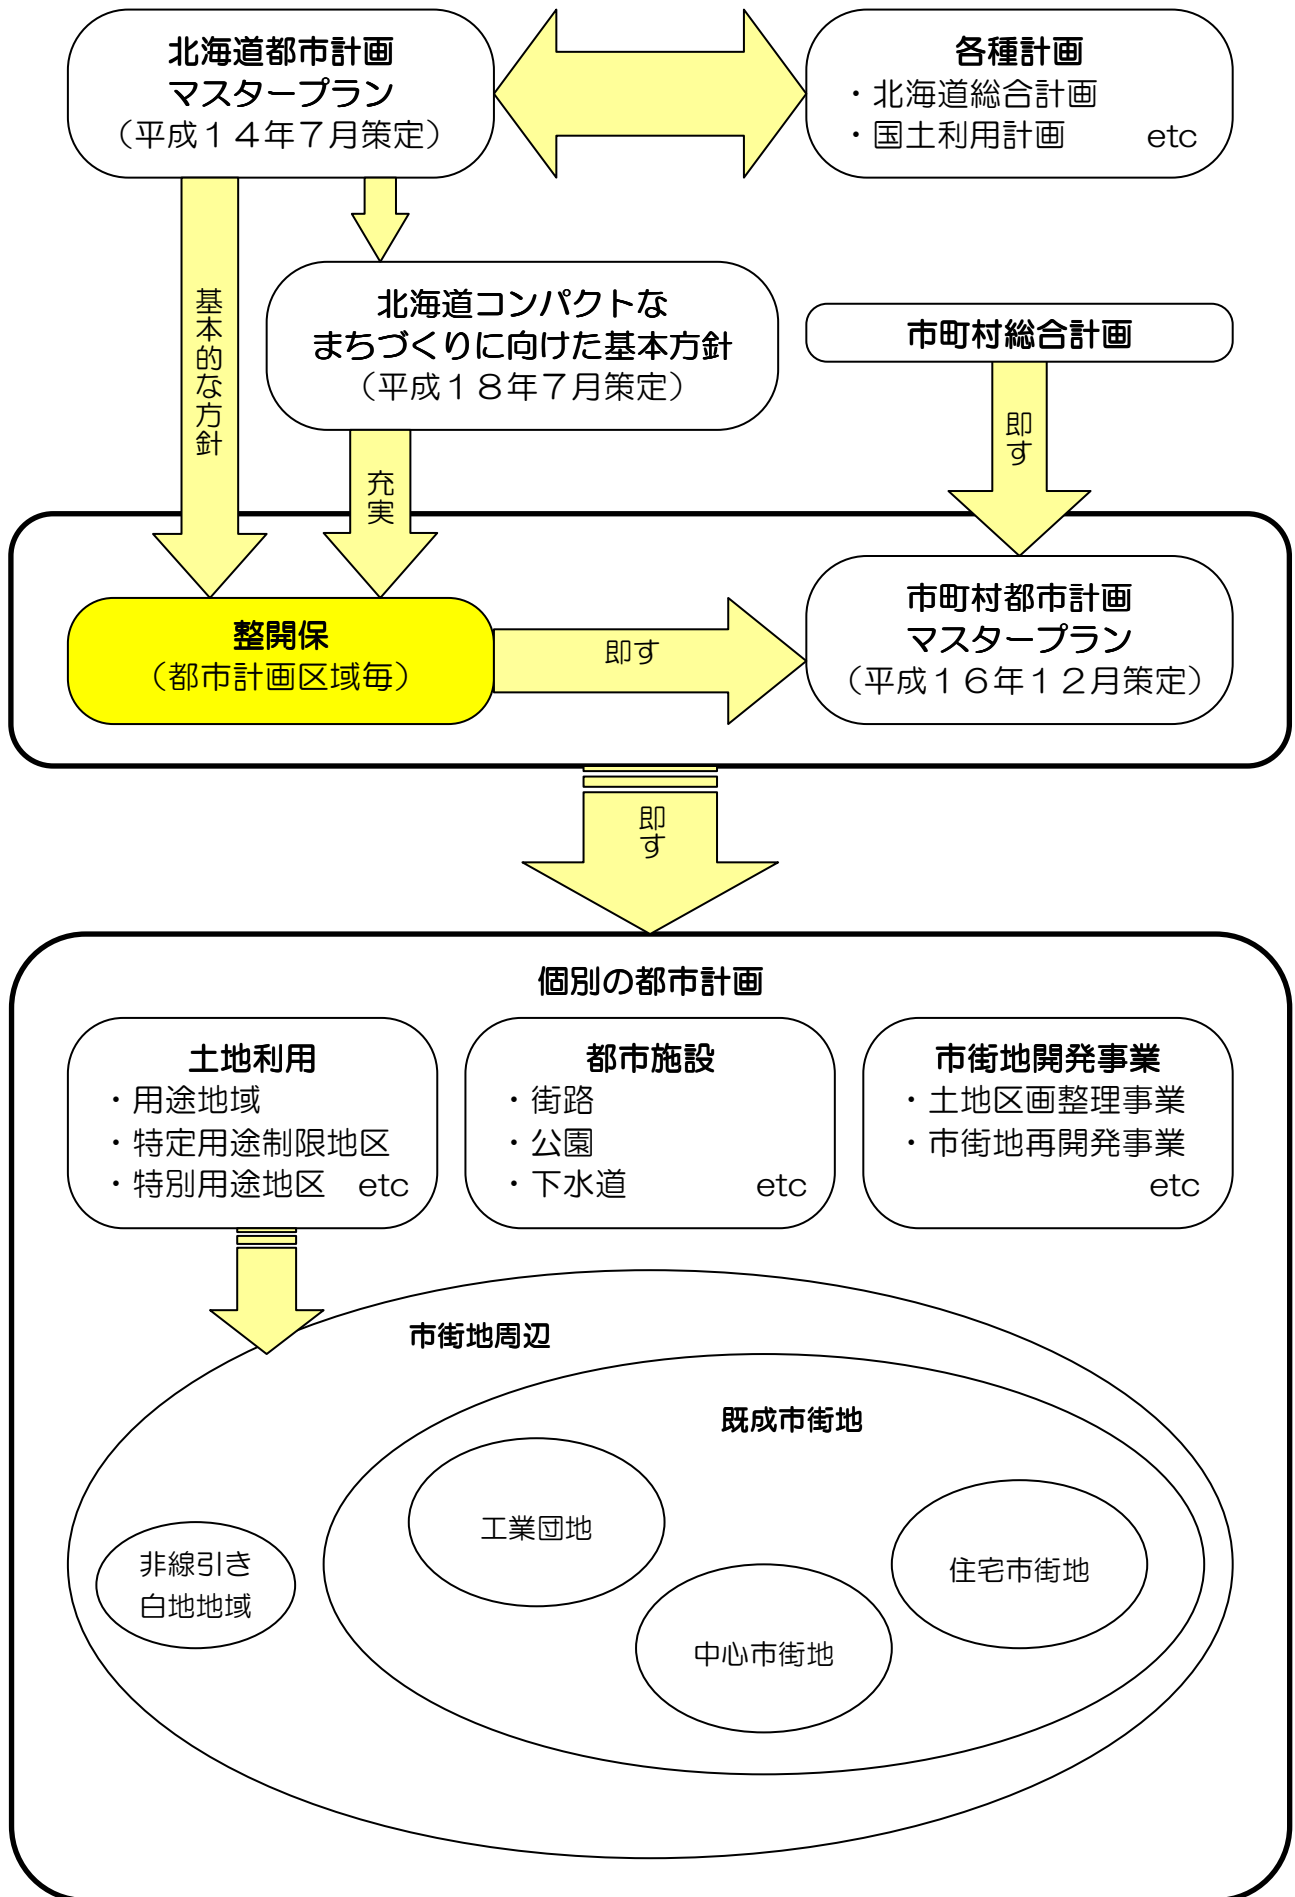 北海道都市計画
マスタープラン
（平成１４年７月策定）
各種計画
・北海道総合計画
・国土利用計画　　etc
基本的な方針
北海道コンパクトな
まちづくりに向けた基本方針
（平成１８年７月策定）
市町村総合計画
充実
即す
整開保
（都市計画区域毎）
即す
市町村都市計画
マスタープラン
（平成１６年１２月策定）
即す
個別の都市計画
土地利用
・用途地域
・特定用途制限地区
・特別用途地区　etc
都市施設
・街路
・公園
・下水道　　　　etc
市街地開発事業
・土地区画整理事業
・市街地再開発事業
etc
市街地周辺
既成市街地
工業団地
非線引き
白地地域
住宅市街地
中心市街地